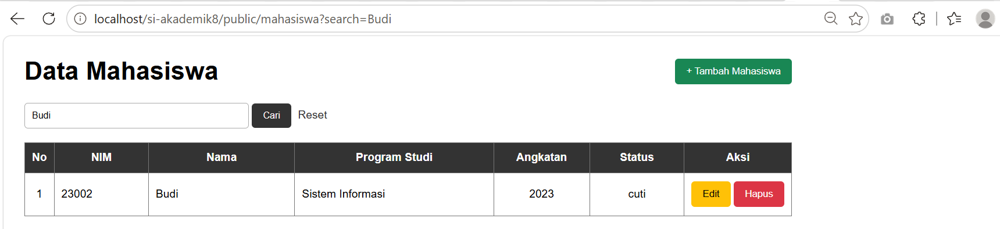 localhost/si-akademik8/public/mahasiswa?search=Budi
Data Mahasiswa
+ Tambah Mahasiswa
Budi
Cari
Reset
No NIM Nama Program Studi Angkatan Status Aksi
1 23002 Budi Sistem Informasi 2023 cuti Edit Hapus